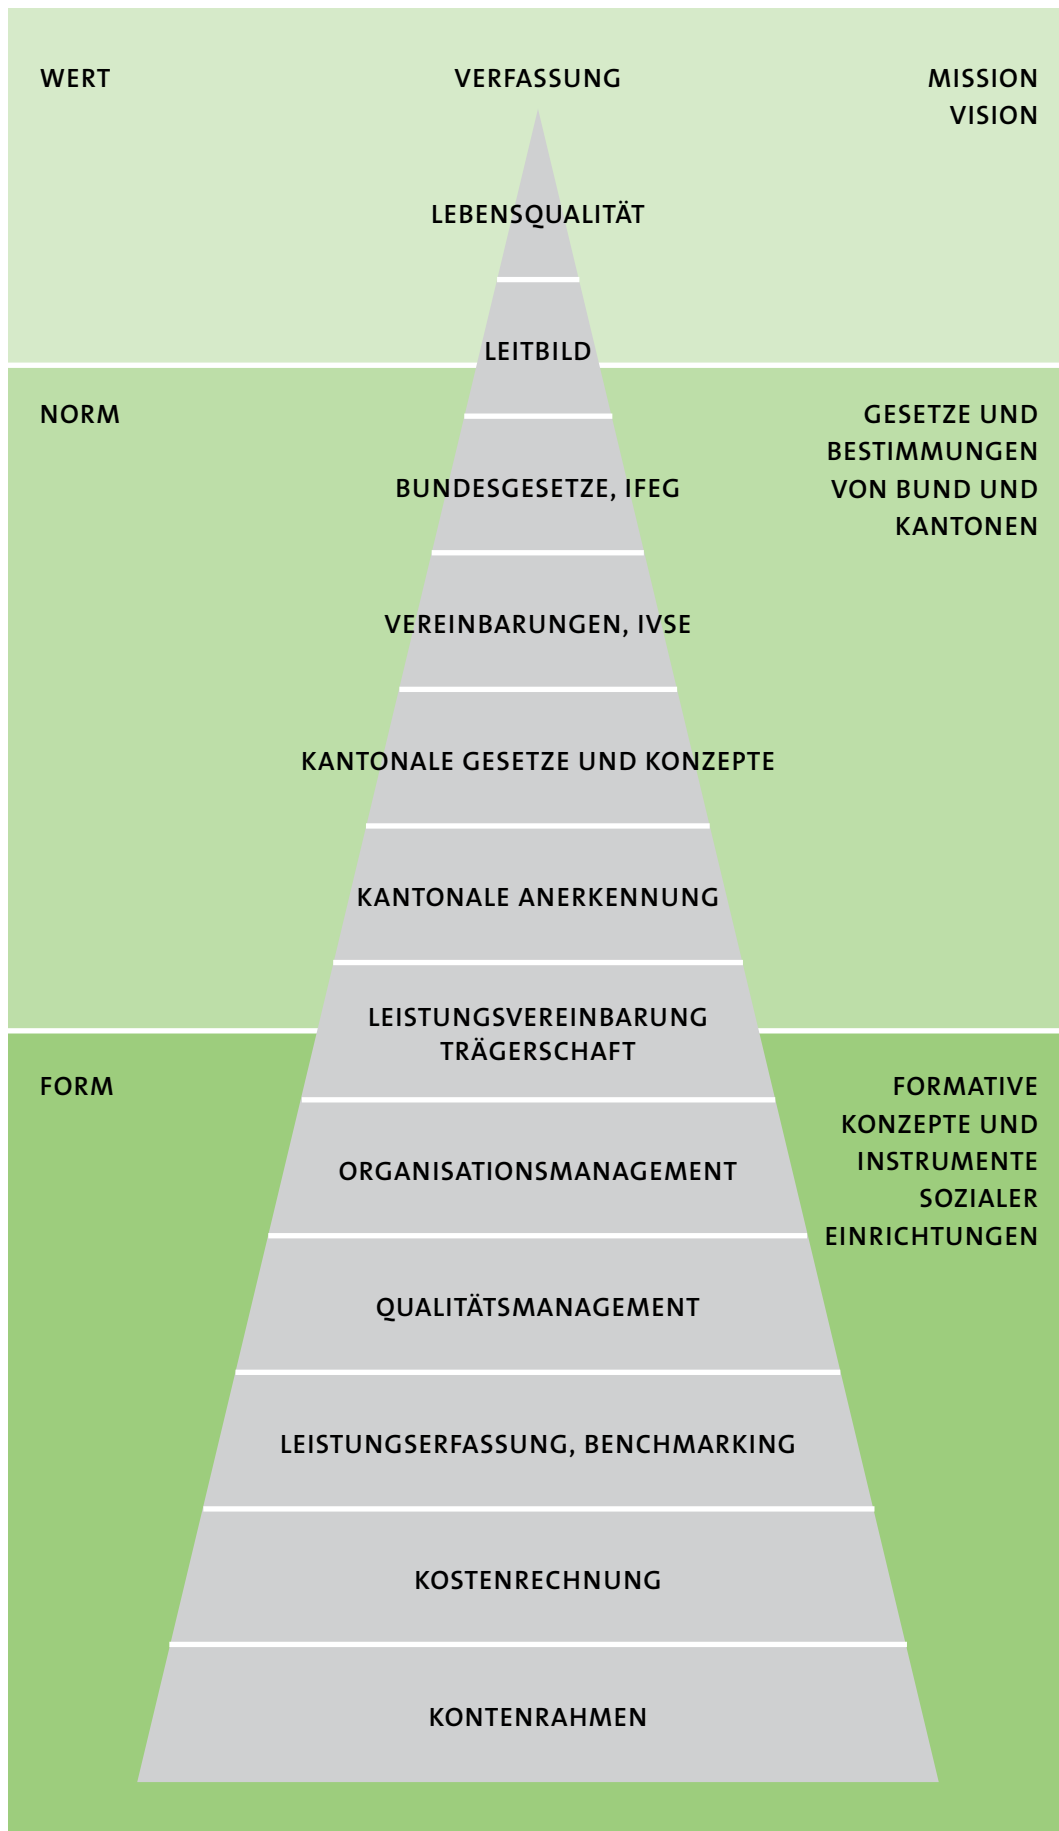 WERT
VERFASSUNG
MISSION
VISION
LEBENSQUALITÄT
LEITBILD
NORM
GESETZE UND
BESTIMMUNGEN
VON BUND UND
KANTONEN
BUNDESGESETZE, IFEG
VEREINBARUNGEN, IVSE
KANTONALE GESETZE UND KONZEPTE
KANTONALE ANERKENNUNG
LEISTUNGSVEREINBARUNG
TRÄGERSCHAFT
FORM
FORMATIVE
KONZEPTE UND
INSTRUMENTE
SOZIALER
EINRICHTUNGEN
ORGANISATIONSMANAGEMENT
QUALITÄTSMANAGEMENT
LEISTUNGSERFASSUNG, BENCHMARKING
KOSTENRECHNUNG
KONTENRAHMEN